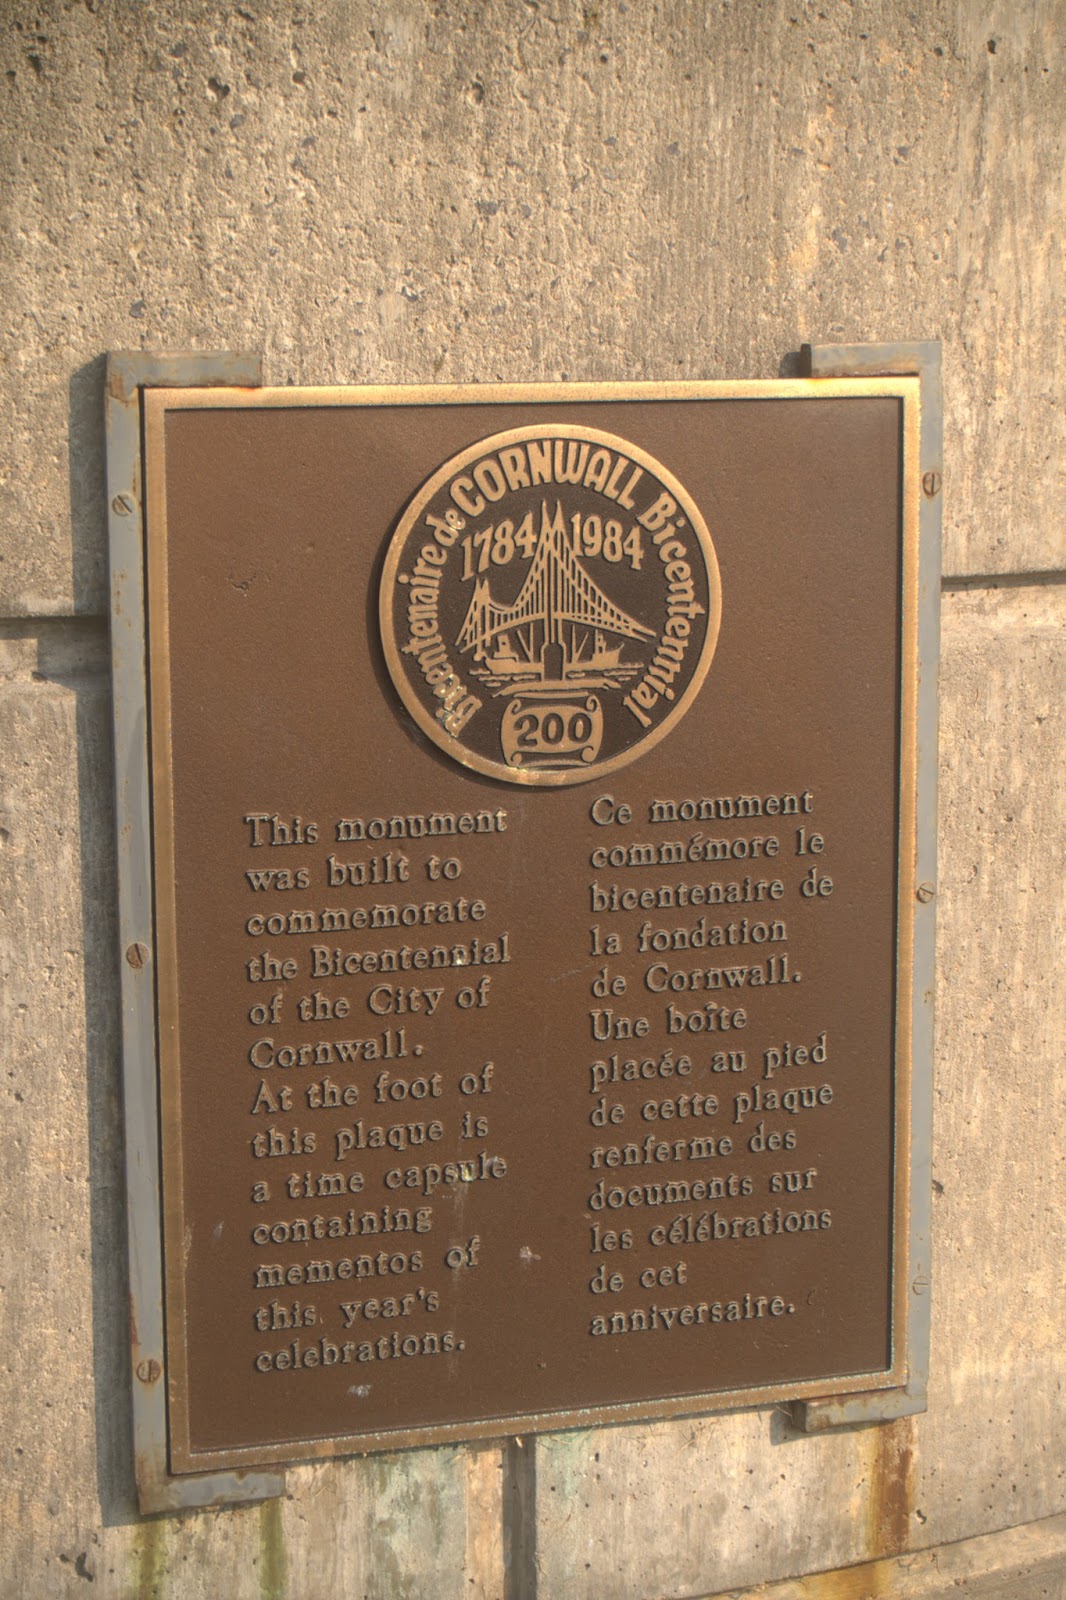 Bicentenaire de CORNWALL Bicentennial
1784 1984
200
This monument
was built to
commemorate
the Bicentennial
of the City of
Cornwall.
At the foot of
this plaque is
a time capsule
containing
mementos of
this year's
celebrations.
Ce monument
commémore le
bicentenaire de
la fondation
de Cornwall.
Une boîte
placée au pied
de cette plaque
renferme des
documents sur
les célébrations
de cet
anniversaire.